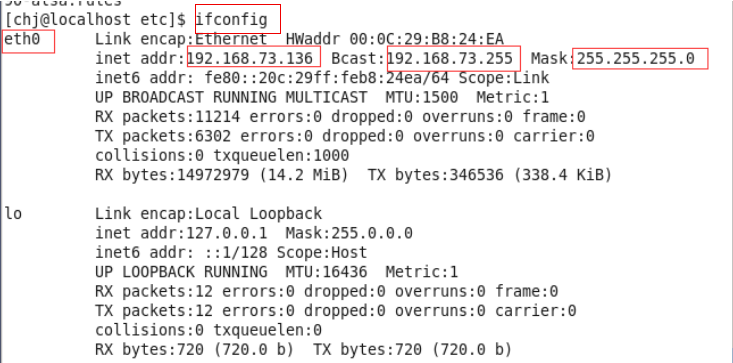 [chj@localhost etc]$ ifconfig
eth0 Link encap:Ethernet HWaddr 00:0C:29:B8:24:EA
inet addr:192.168.73.136 Bcast:192.168.73.255 Mask:255.255.255.0
inet6 addr: fe80::20c:29ff:feb8:24ea/64 Scope:Link
UP BROADCAST RUNNING MULTICAST MTU:1500 Metric:1
RX packets:11214 errors:0 dropped:0 overruns:0 frame:0
TX packets:6302 errors:0 dropped:0 overruns:0 carrier:0
collisions:0 txqueuelen:1000
RX bytes:14972979 (14.2 MiB) TX bytes:346536 (338.4 KiB)
lo Link encap:Local Loopback
inet addr:127.0.0.1 Mask:255.0.0.0
inet6 addr: ::1/128 Scope:Host
UP LOOPBACK RUNNING MTU:16436 Metric:1
RX packets:12 errors:0 dropped:0 overruns:0 frame:0
TX packets:12 errors:0 dropped:0 overruns:0 carrier:0
collisions:0 txqueuelen:0
RX bytes:720 (720.0 b) TX bytes:720 (720.0 b)